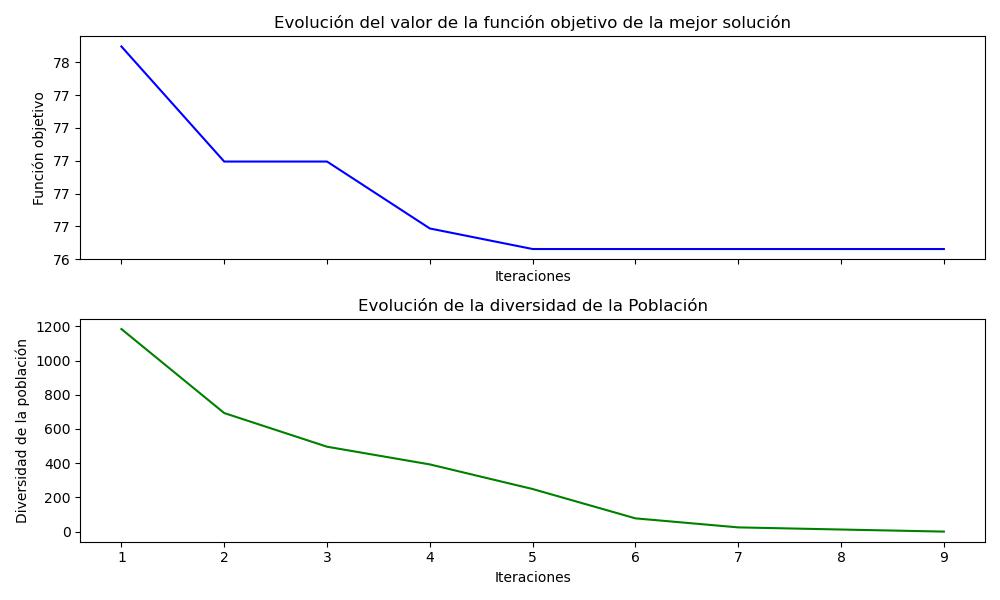 Evolución del valor de la función objetivo de la mejor solución
78
77
77
77
77
77
76
Función objetivo
Iteraciones
Evolución de la diversidad de la Población
1200
1000
800
600
400
200
0
Diversidad de la población
1 2 3 4 5 6 7 8 9
Iteraciones